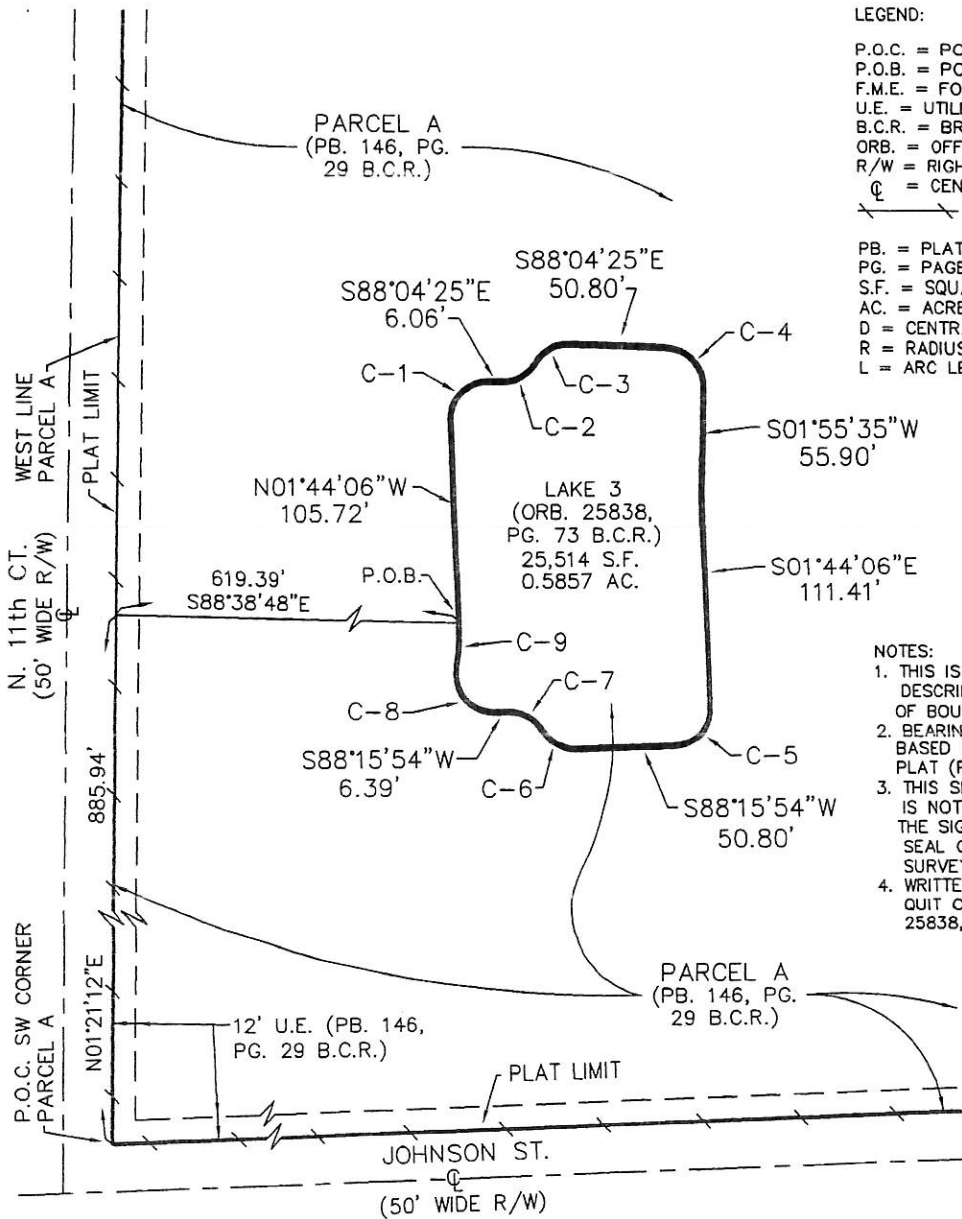 LEGEND:
P.O.C. = PO
P.O.B. = PO
F.M.E. = FO
U.E. = UTILI
B.C.R. = BR
ORB. = OFF
R/W = RIGH
℄ = CEN
PB. = PLAT
PG. = PAGE
S.F. = SQU
AC. = ACRE
D = CENTR
R = RADIUS
L = ARC LE
PARCEL A
(PB. 146, PG.
29 B.C.R.)
S88°04'25"E
50.80'
S88°04'25"E
6.06'
C-4
C-1
C-3
C-2
WEST LINE
PARCEL A
PLAT LIMIT
S01°55'35"W
55.90'
N01°44'06"W
105.72'
LAKE 3
(ORB. 25838,
PG. 73 B.C.R.)
25,514 S.F.
0.5857 AC.
S01°44'06"E
111.41'
N. 11th CT.
(50' WIDE R/W)
℄
619.39'
S88°38'48"E
P.O.B.
C-9
C-7
C-8
S88°15'54"W
6.39'
C-6
C-5
S88°15'54"W
50.80'
NOTES:
1. THIS IS
DESCRI
OF BOU
2. BEARIN
BASED
PLAT (P
3. THIS S
IS NOT
THE SIG
SEAL O
SURVEY
4. WRITTE
QUIT C
25838,
885.94'
P.O.C. SW CORNER
PARCEL A
N01°21'12"E
12' U.E. (PB. 146,
PG. 29 B.C.R.)
PARCEL A
(PB. 146, PG.
29 B.C.R.)
PLAT LIMIT
JOHNSON ST.
℄
(50' WIDE R/W)